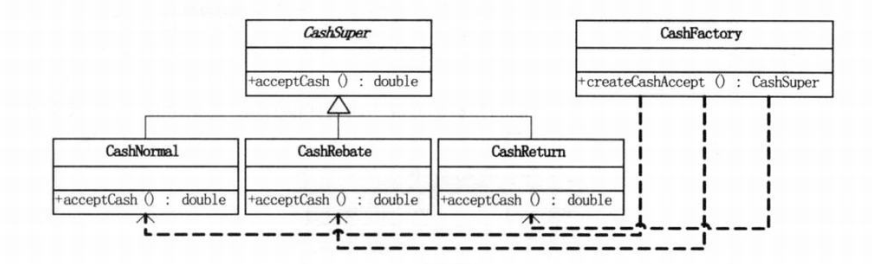 CashSuper
+acceptCash () : double
CashFactory
+createCashAccept () : CashSuper
CashNormal
+acceptCash () : double
CashRebate
+acceptCash () : double
CashReturn
+acceptCash () : double